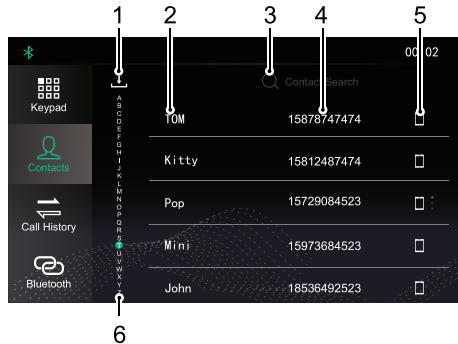 1 2 3 4 5
00:02
Contact Search
Keypad
Contacts
Call History
Bluetooth
A
B
C
D
E
F
G
H
I
J
K
L
M
N
O
P
Q
R
S
T
U
V
W
X
Y
Z
TOM 15878747474
Kitty 15812487474
Pop 15729084523
Mini 15973684523
John 18536492523
6